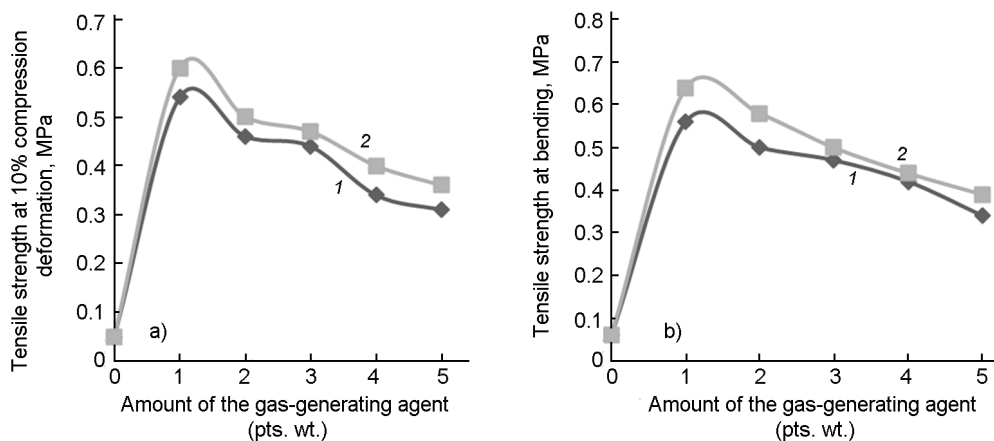 Tensile strength at 10% compression
deformation, MPa
0.7
0.6
0.5
0.4
0.3
0.2
0.1
0
a)
2
1
0 1 2 3 4 5
Amount of the gas-generating agent
(pts. wt.)
Tensile strength at bending, MPa
0.8
0.7
0.6
0.5
0.4
0.3
0.2
0.1
0
b)
2
1
0 1 2 3 4 5
Amount of the gas-generating agent
(pts. wt.)